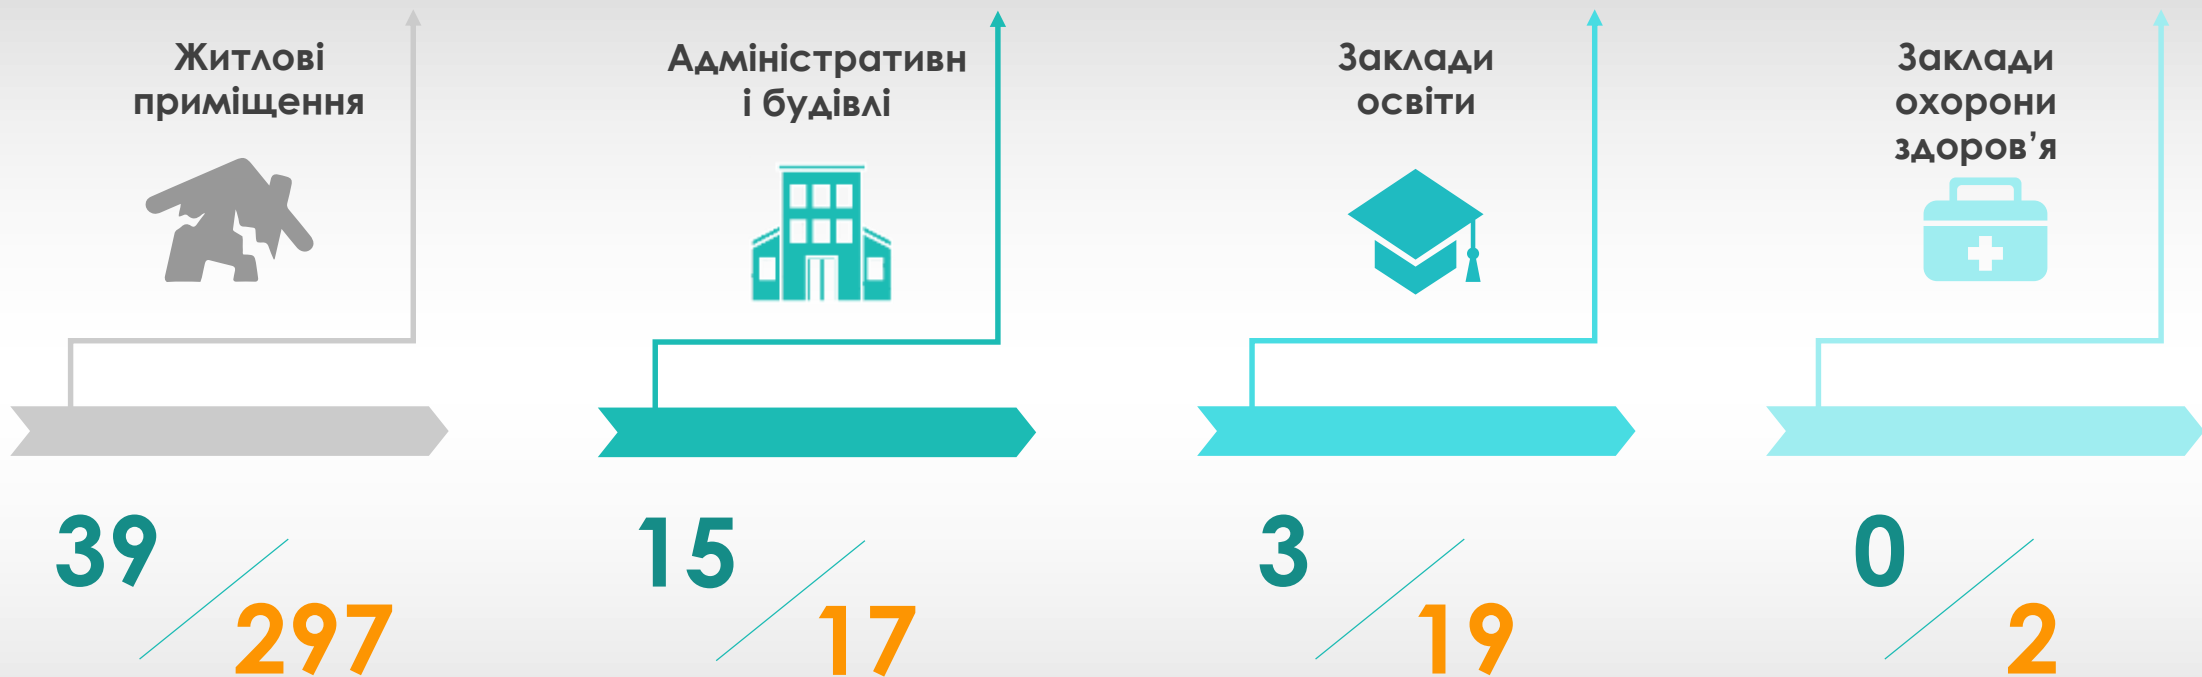 Житлові
приміщення
Адміністративн
і будівлі
Заклади
освіти
Заклади
охорони
здоров’я
39
297
15
17
3
19
0
2